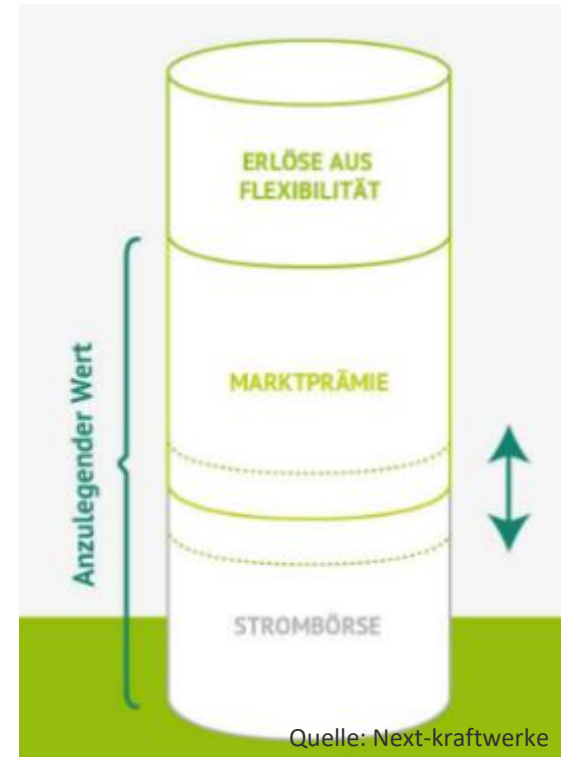 ERLÖSE AUS
FLEXIBILITÄT
MARKTPRÄMIE
Anzulegender Wert
STROMBÖRSE
Quelle: Next-kraftwerke